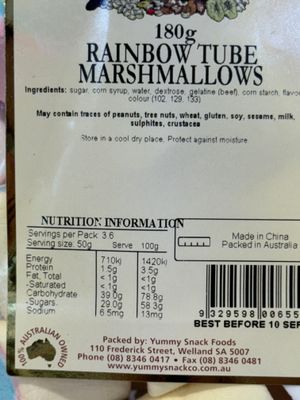 180g
RAINBOW TUBE
MARSHMALLOWS
Ingredients: sugar, corn syrup, water, dextrose, gelatine (beef), corn starch, flavou
colour (102, 129, 133)
May contain traces of peanuts, tree nuts, wheat, gluten, soy, sesame, milk,
sulphites, crustacea
Store in a cool dry place. Protect against moisture
NUTRITION INFORMATION
Servings per Pack: 3.6
Serving size: 50g Serve 100g
Energy 710kj 1420kj
Protein 1.5g 3.5g
Fat, Total <1g <1g
-Saturated <1g <1g
Carbohydrate 39.0g 78.8g
-Sugars 29.0g 58.3g
Sodium 6.5mg 13mg
Made in China
Packed in Australia
9 329598 00655
BEST BEFORE 10 SEP
100% AUSTRALIAN OWNED
Packed by: Yummy Snack Foods
110 Frederick Street, Welland SA 5007
Phone (08) 8346 0417 • Fax (08) 8346 0481
www.yummysnackco.com.au